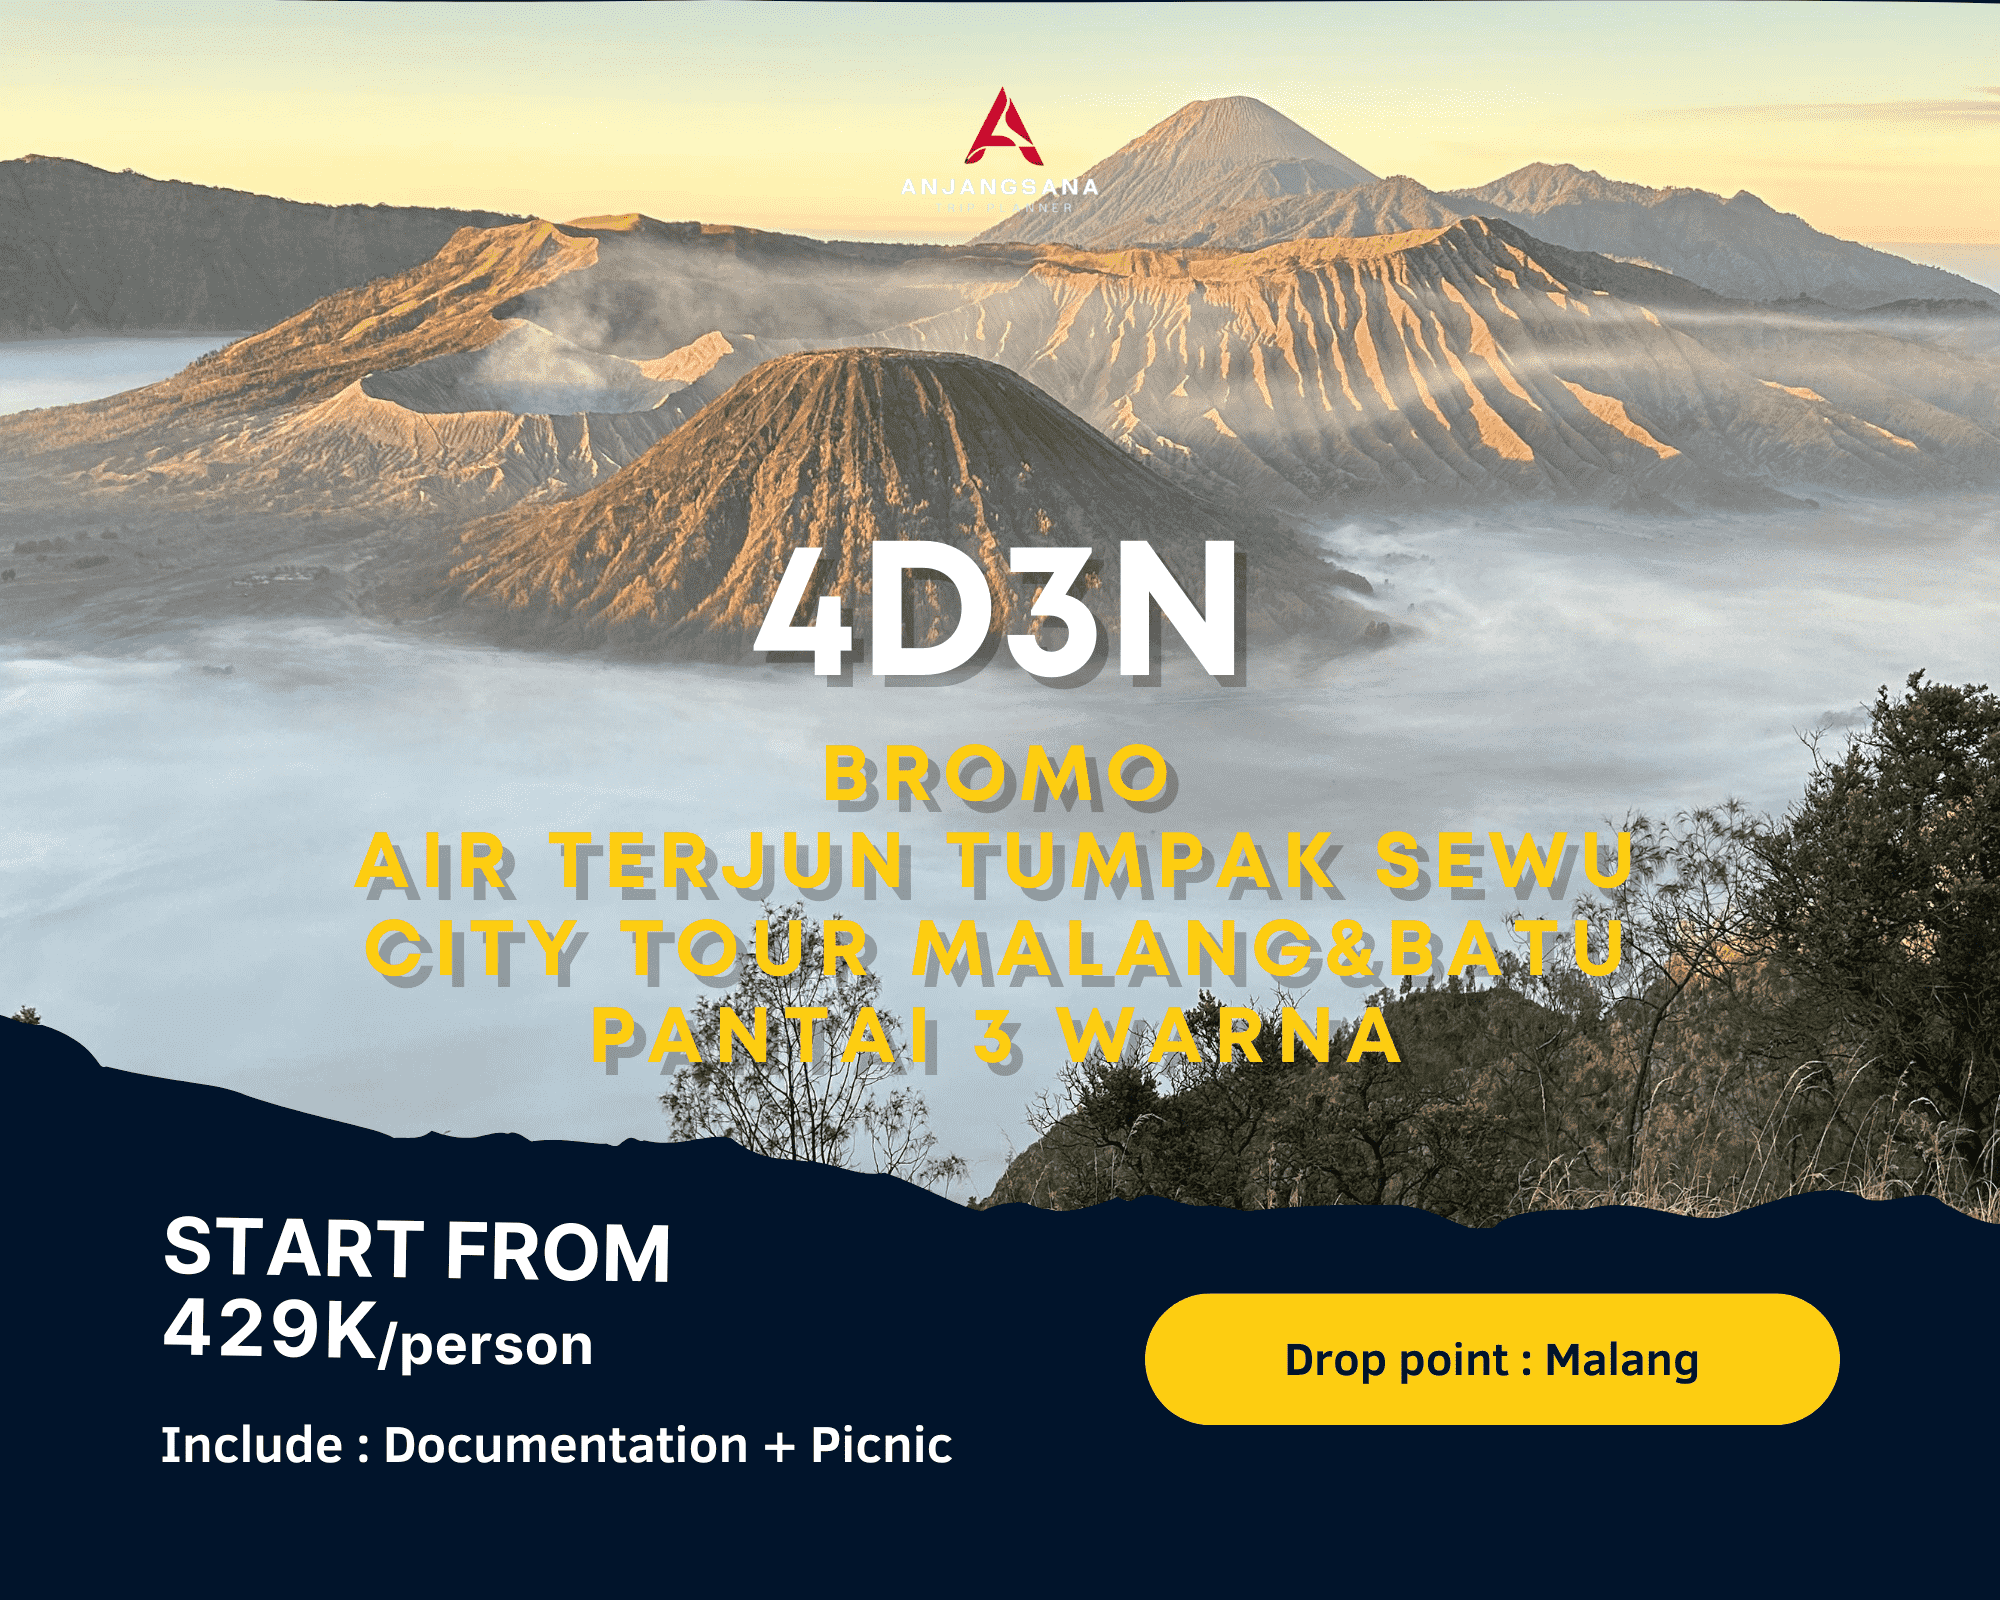 ANJANGSANA
TRIP PLANNER
4D3N
BROMO
AIR TERJUN TUMPAK SEWU
CITY TOUR MALANG&BATU
PANTAI 3 WARNA
START FROM
429K/person
Include : Documentation + Picnic
Drop point : Malang